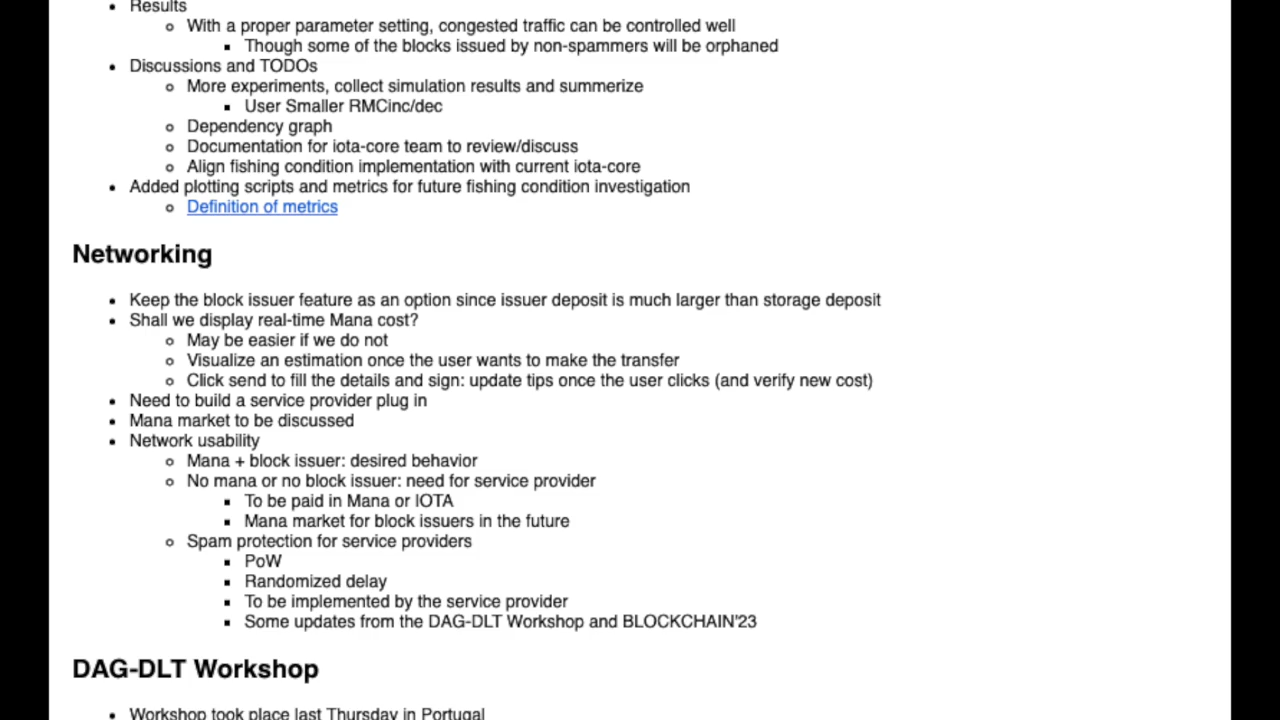 Results
With a proper parameter setting, congested traffic can be controlled well
Though some of the blocks issued by non-spammers will be orphaned
Discussions and TODOs
More experiments, collect simulation results and summerize
User Smaller RMCinc/dec
Dependency graph
Documentation for iota-core team to review/discuss
Align fishing condition implementation with current iota-core
Added plotting scripts and metrics for future fishing condition investigation
Definition of metrics
Networking
Keep the block issuer feature as an option since issuer deposit is much larger than storage deposit
Shall we display real-time Mana cost?
May be easier if we do not
Visualize an estimation once the user wants to make the transfer
Click send to fill the details and sign: update tips once the user clicks (and verify new cost)
Need to build a service provider plug in
Mana market to be discussed
Network usability
Mana + block issuer: desired behavior
No mana or no block issuer: need for service provider
To be paid in Mana or IOTA
Mana market for block issuers in the future
Spam protection for service providers
PoW
Randomized delay
To be implemented by the service provider
Some updates from the DAG-DLT Workshop and BLOCKCHAIN'23
DAG-DLT Workshop
Workshop took place last Thursday in Portugal